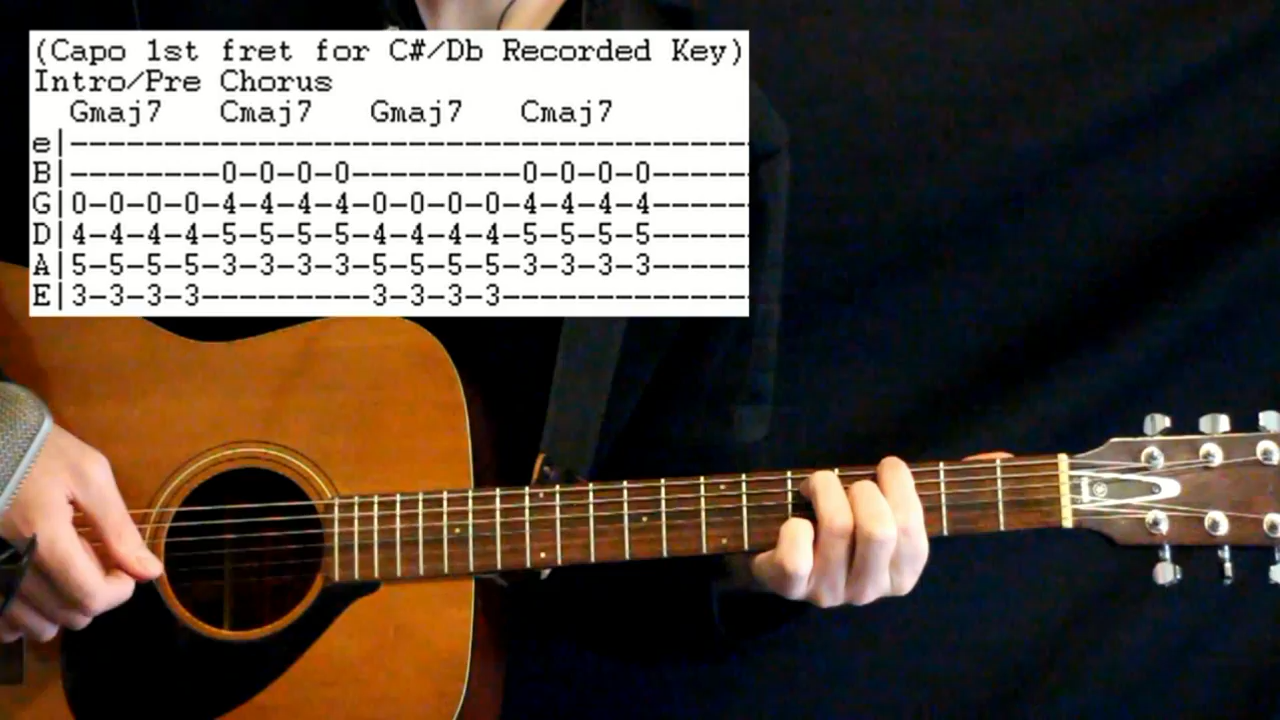 (Capo 1st fret for C#/Db Recorded Key)
Intro/Pre Chorus
  Gmaj7   Cmaj7   Gmaj7   Cmaj7
e|------------------------------------
B|--------0-0-0-0---------0-0-0-0-----
G|0-0-0-0-4-4-4-4-0-0-0-0-4-4-4-4-----
D|4-4-4-4-5-5-5-5-4-4-4-4-5-5-5-5-----
A|5-5-5-5-3-3-3-3-5-5-5-5-3-3-3-3-----
E|3-3-3-3---------3-3-3-3-------------